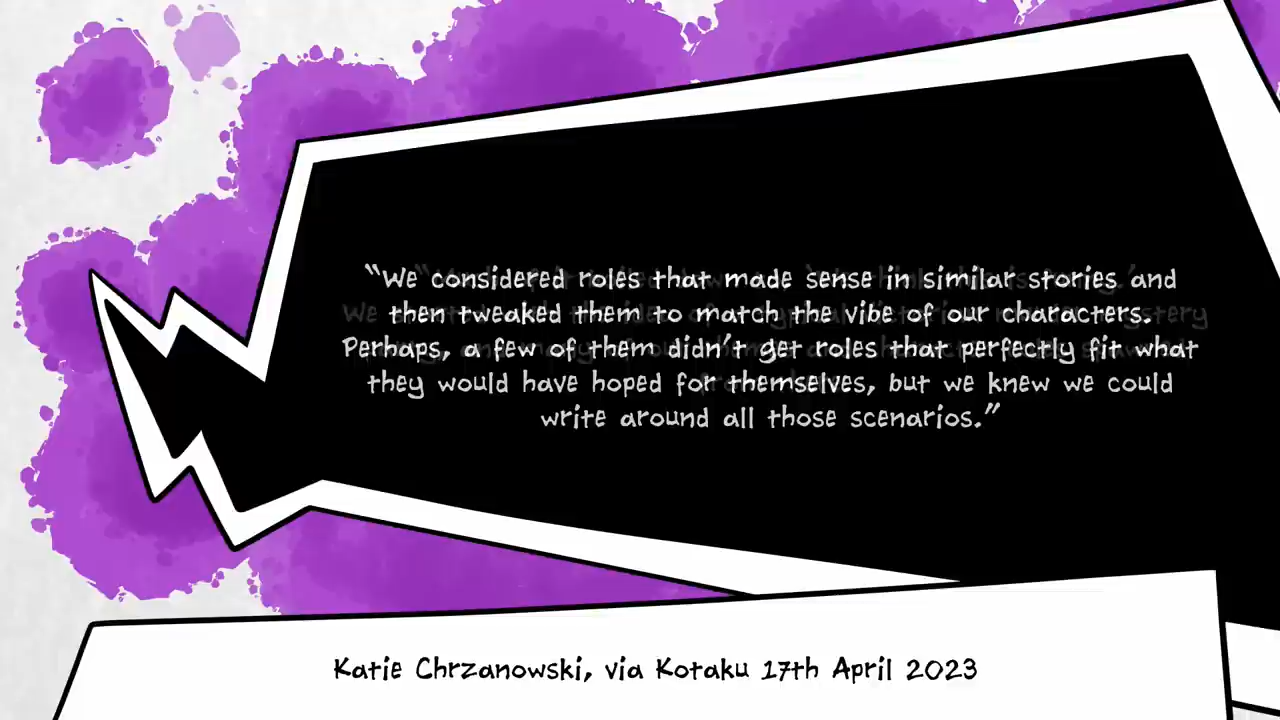 “We considered roles that made sense in similar stories and
then tweaked them to match the vibe of our characters.
Perhaps, a few of them didn’t get roles that perfectly fit what
they would have hoped for themselves, but we knew we could
write around all those scenarios.”
Katie Chrzanowski, via Kotaku 17th April 2023